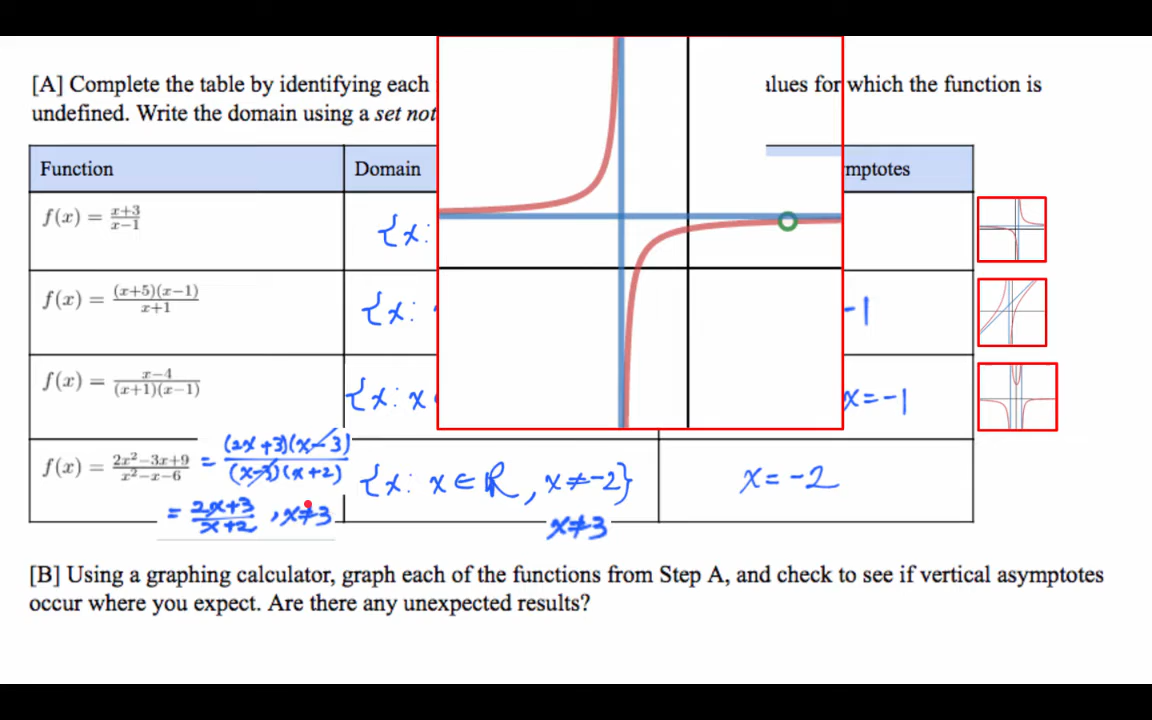 [A] Complete the table by identifying each alues for which the function is
undefined. Write the domain using a set not
Function Domain mptotes
f(x) = x+3/x−1 {x:
f(x) = (x+5)(x−1)/x+1 {x: -1
f(x) = x−4/(x+1)(x−1) {x: x x=-1
f(x) = 2x²−3x+9/x²−x−6 = (2x+3)(x-3)/(x-3)(x+2) {x: x∈ℝ, x≠-2} x=-2
= 2x+3/x+2, x≠3 x≠3
[B] Using a graphing calculator, graph each of the functions from Step A, and check to see if vertical asymptotes
occur where you expect. Are there any unexpected results?